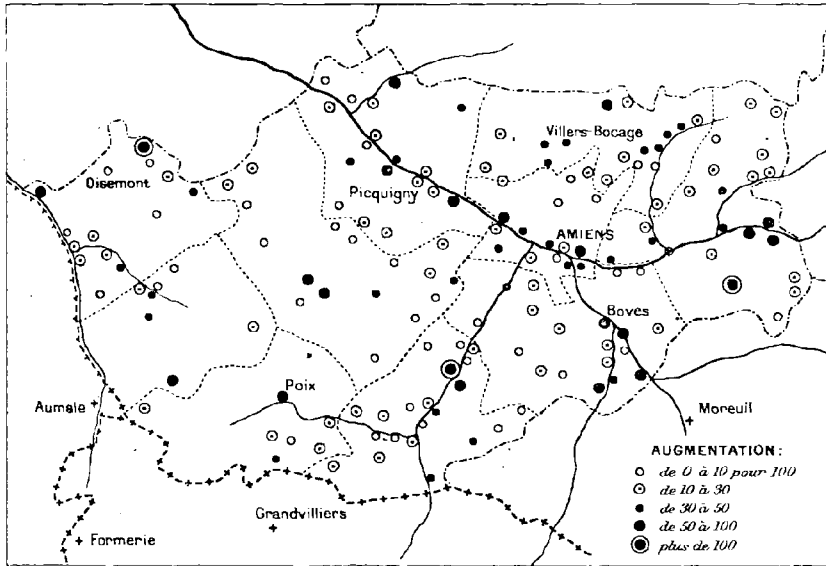 Villers-Bocage
Oisemont
Picquigny
AMIENS
Boves
Poix
Aumale
Moreuil
AUGMENTATION:
de 0 à 10 pour 100
de 10 à 30
de 30 à 50
de 50 à 100
plus de 100
Grandvilliers
Formerie